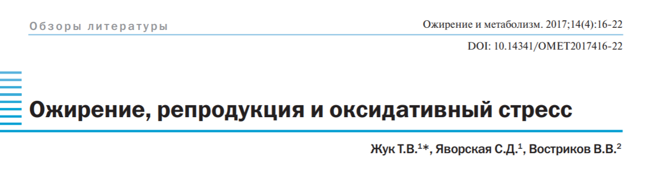 Обзоры литературы
Ожирение и метаболизм. 2017;14(4):16-22
DOI: 10.14341/OMET2017416-22
Ожирение, репродукция и оксидативный стресс
Жук Т.В.¹*, Яворская С.Д.¹, Востриков В.В.²